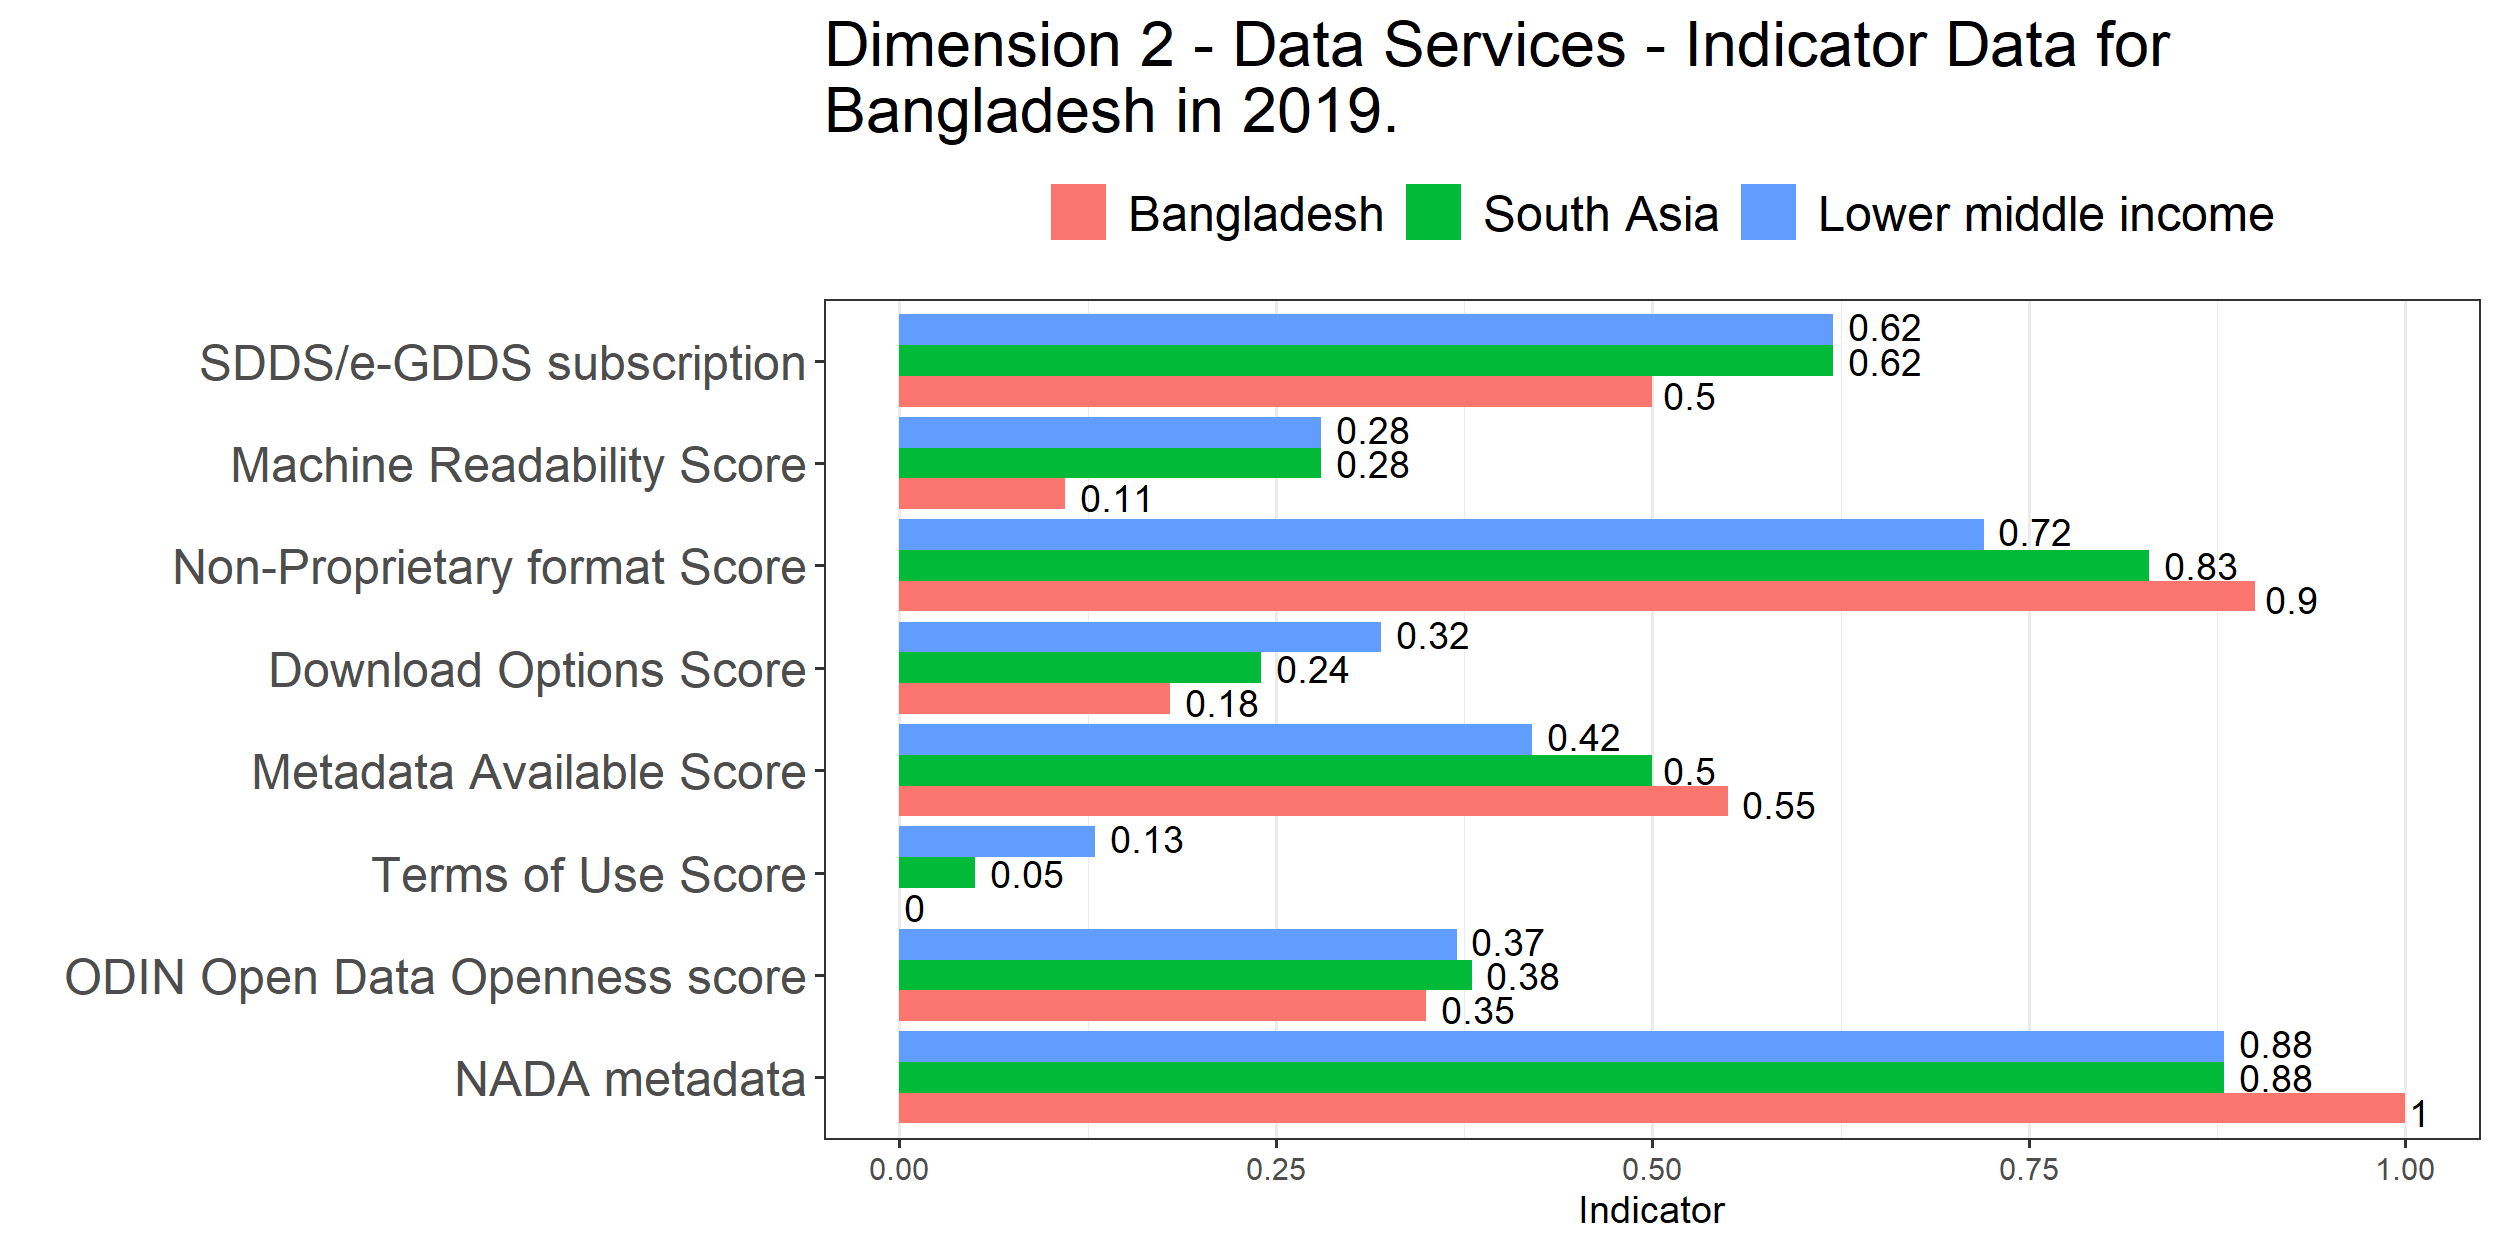 Dimension 2 - Data Services - Indicator Data for
Bangladesh in 2019.
Bangladesh South Asia Lower middle income
SDDS/e-GDDS subscription
0.62
0.62
0.5
Machine Readability Score
0.28
0.28
0.11
Non-Proprietary format Score
0.72
0.83
0.9
Download Options Score
0.32
0.24
0.18
Metadata Available Score
0.42
0.5
0.55
Terms of Use Score
0.13
0.05
0
ODIN Open Data Openness score
0.37
0.38
0.35
NADA metadata
0.88
0.88
1
0.00 0.25 0.50 0.75 1.00
Indicator